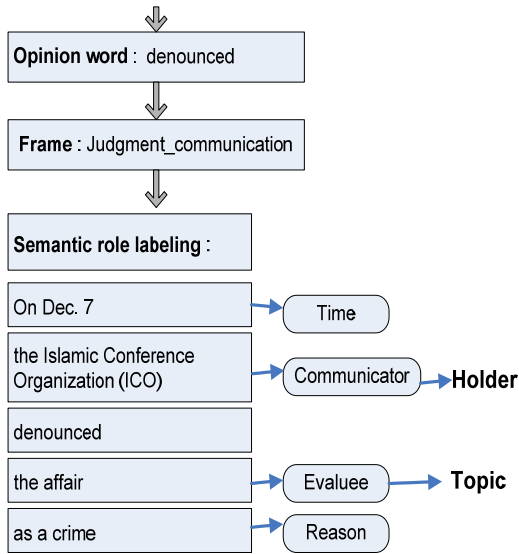 Opinion word : denounced
Frame : Judgment_communication
Semantic role labeling :
On Dec. 7
Time
the Islamic Conference
Organization (ICO)
Communicator
Holder
denounced
the affair
Evaluee
Topic
as a crime
Reason